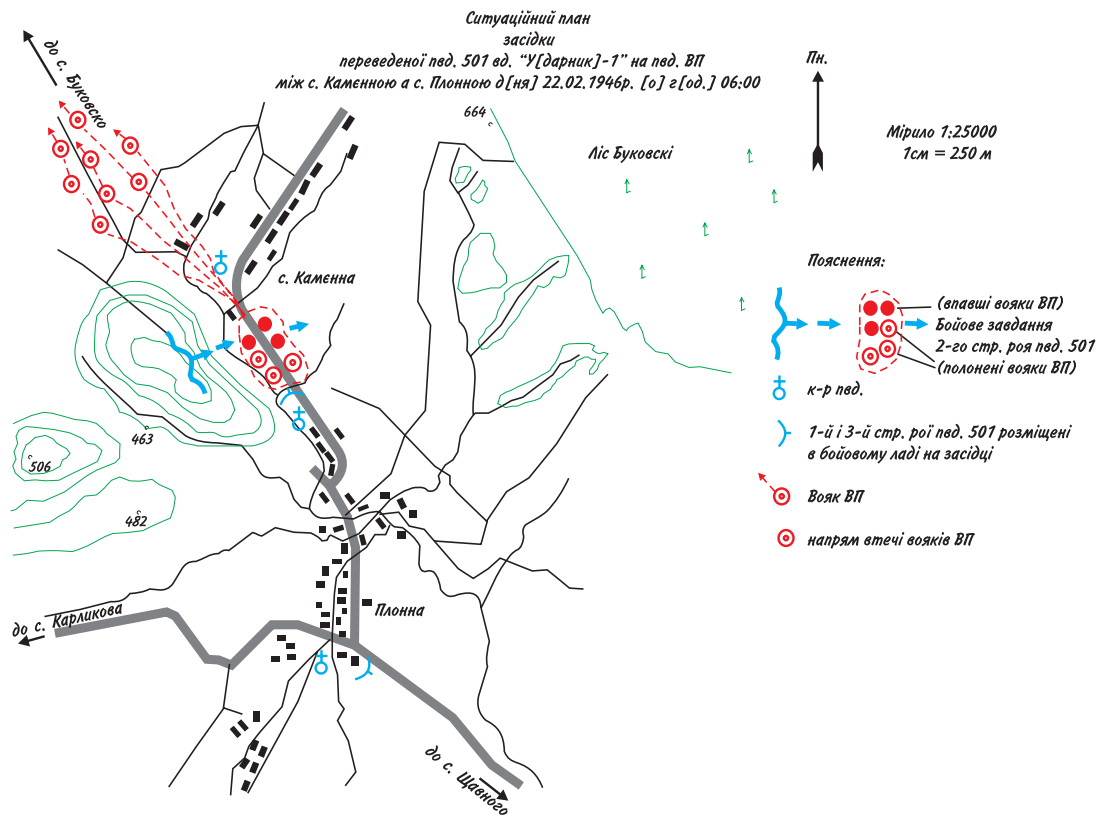 Ситуаційний план
засідки
переведеної пвд. 501 вд. “У[дарник]-1” на пвд. ВП
між с. Камєнною а с. Плонною д[ня] 22.02.1946р. [о] г[од.] 06:00
Пн.
Мірило 1:25000
1см = 250 м
до с. Буковско
664
Ліс Буковскі
с. Камєнна
Пояснення:
(впавші вояки ВП)
Бойове завдання
2-го стр. роя пвд. 501
(полонені вояки ВП)
к-р пвд.
1-й і 3-й стр. рої пвд. 501 розміщені
в бойовому ладі на засідці
Вояк ВП
напрям втечі вояків ВП
463
506
482
Плонна
до с. Карликова
до с. Щавного